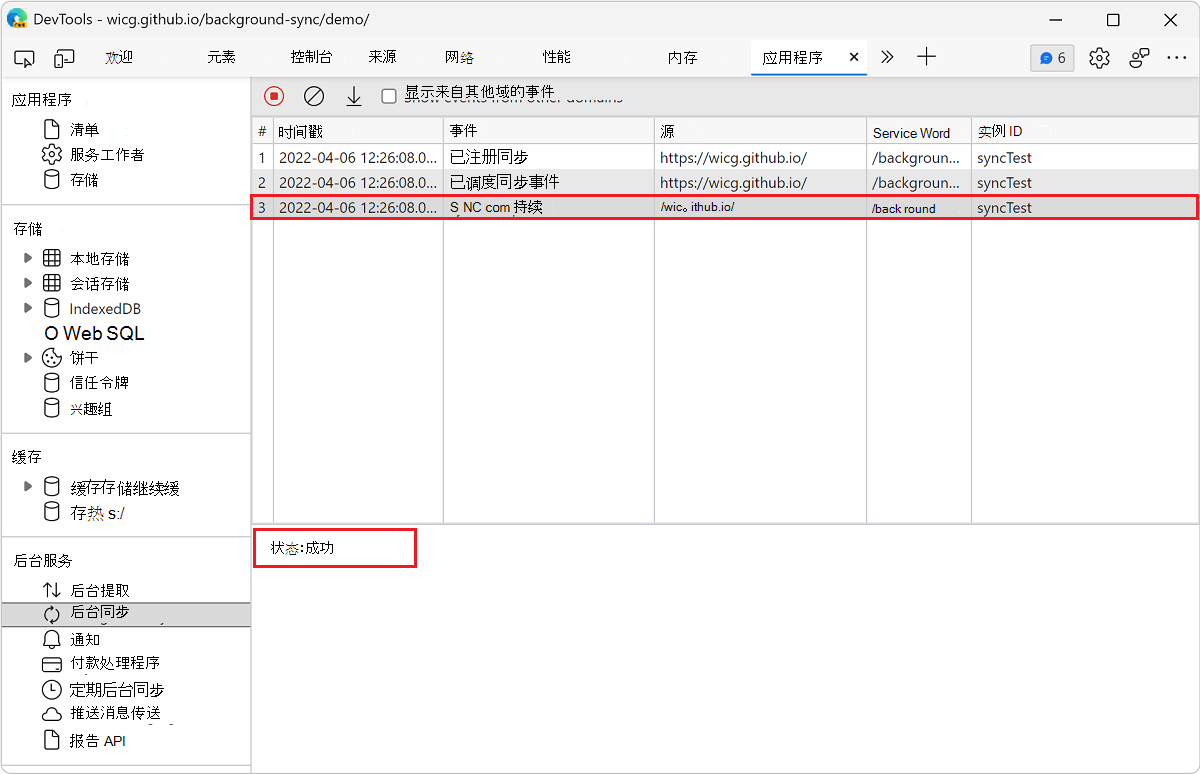 DevTools - wicg.github.io/background-sync/demo/
欢迎 元素 控制台 来源 网络 性能 内存 应用程序 6
应用程序
清单
服务工作者
存储
存储
本地存储
会话存储
IndexedDB
O Web SQL
饼干
信任令牌
兴趣组
缓存
缓存存储继续缓
存热 s:/
后台服务
后台提取
后台同步
通知
付款处理程序
定期后台同步
推送消息传送
报告 API
显示来自其他域的事件
# 时间戳 事件 源 Service Word 实例 ID
1 2022-04-06 12:26:08.0... 已注册同步 https://wicg.github.io/ /backgroun... syncTest
2 2022-04-06 12:26:08.0... 已调度同步事件 https://wicg.github.io/ /backgroun... syncTest
3 2022-04-06 12:26:08.0... S NC com 持续 /wic。ithub.io/ /back round syncTest
状态:成功